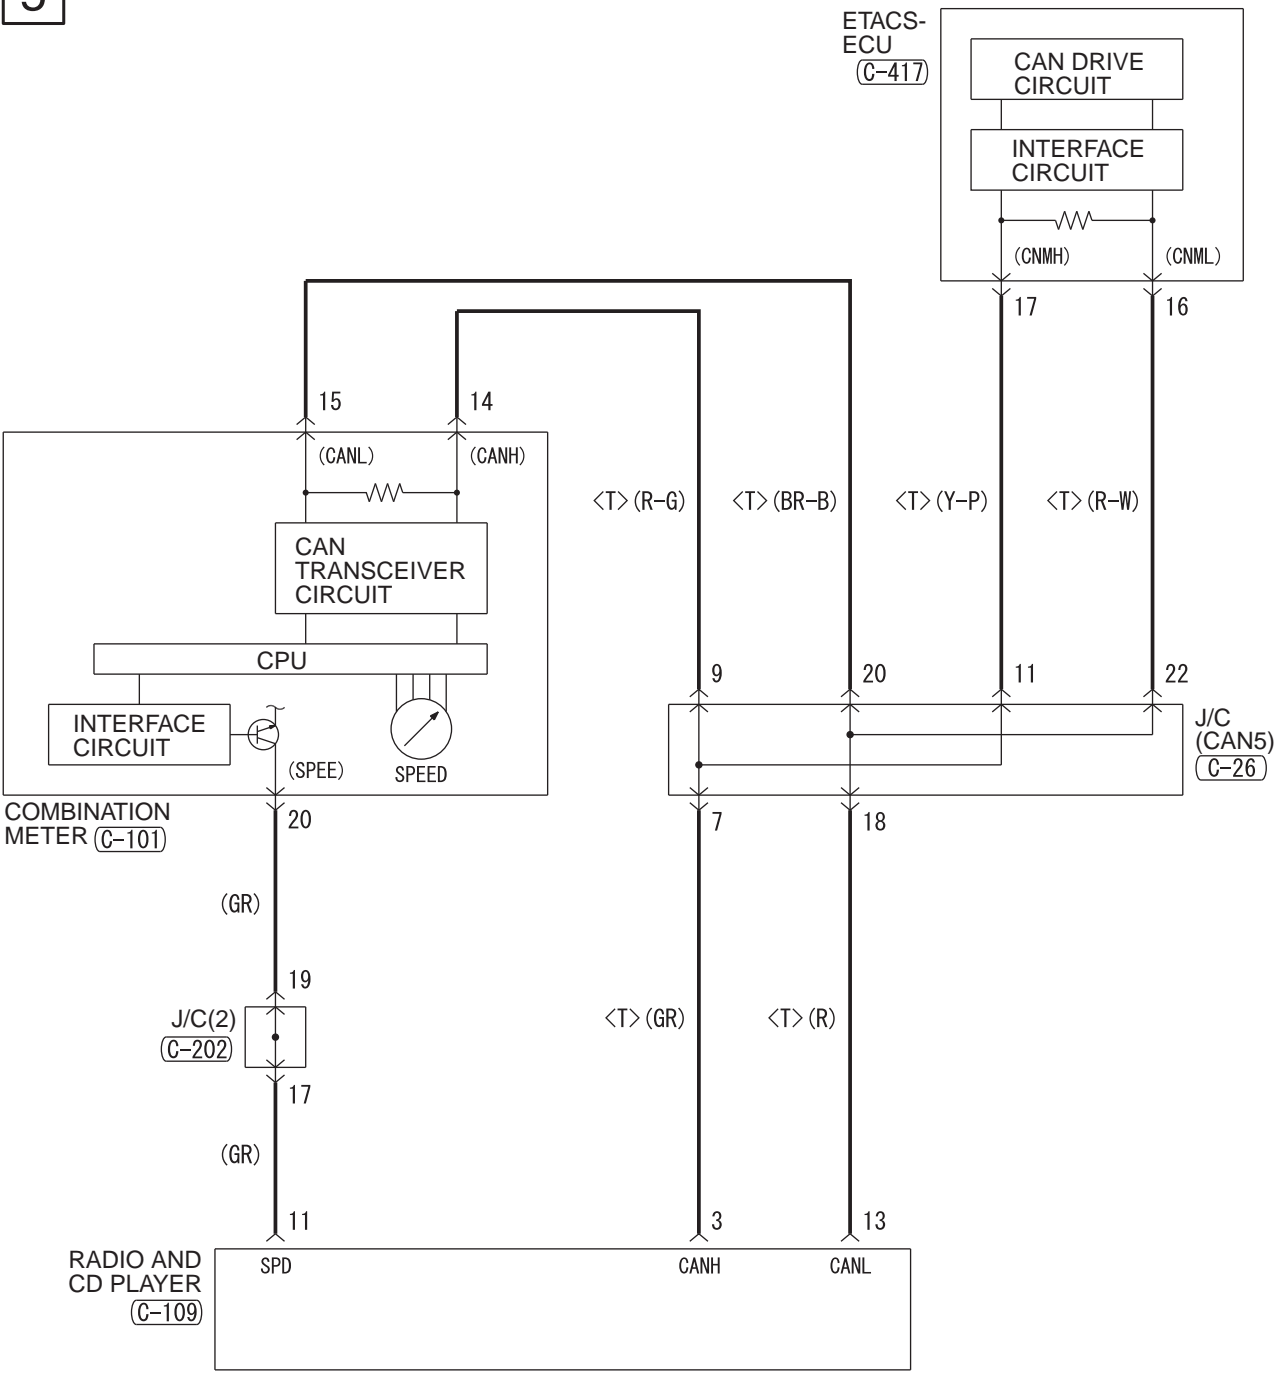 ETACS-
ECU
C-417
CAN DRIVE
CIRCUIT
INTERFACE
CIRCUIT
(CNMH)
(CNML)
17
16
15
14
(CANL)
(CANH)
CAN
TRANSCEIVER
CIRCUIT
CPU
INTERFACE
CIRCUIT
(SPEE)
SPEED
COMBINATION
METER C-101
<T>(R-G)
<T>(BR-B)
<T>(Y-P)
<T>(R-W)
9
20
11
22
J/C
(CAN5)
C-26
20
7
18
(GR)
19
J/C(2)
C-202
<T>(GR)
<T>(R)
17
(GR)
11
3
13
RADIO AND
CD PLAYER
C-109
SPD
CANH
CANL